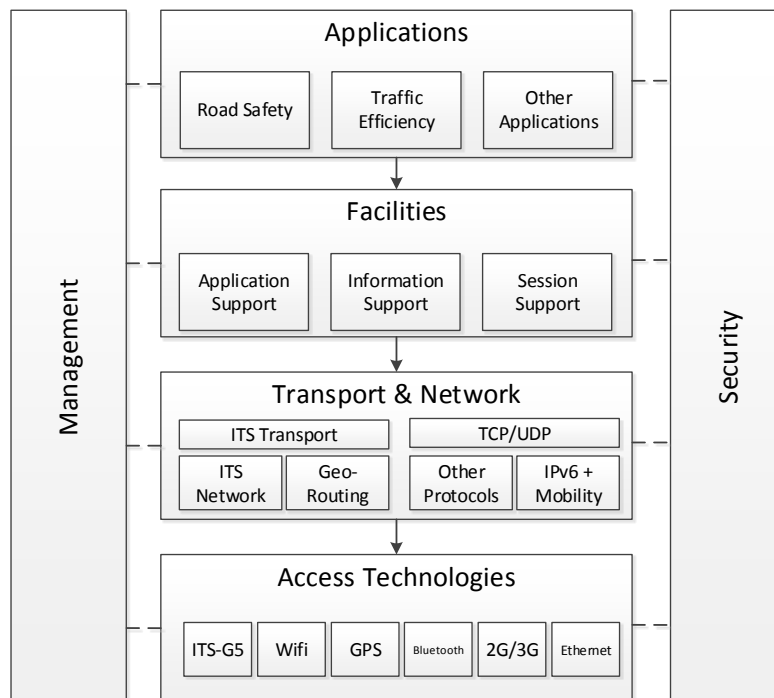 Management
Applications
Road Safety
Traffic
Efficiency
Other
Applications
Facilities
Application
Support
Information
Support
Session
Support
Transport & Network
ITS Transport
TCP/UDP
ITS
Network
Geo-
Routing
Other
Protocols
IPv6 +
Mobility
Access Technologies
ITS-G5
Wifi
GPS
Bluetooth
2G/3G
Ethernet
Security